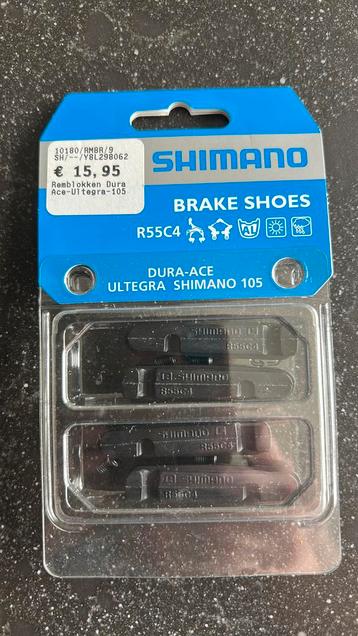 10180/RMBR/9
SH/--/Y8L298062
€ 15,95
Remblokken Dura
Ace-Ultegra-105
SHIMANO
BRAKE SHOES
R55C4
DURA-ACE
ULTEGRA SHIMANO 105
SHIMANO
R55C4
SHIMANO
R55C4
SHIMANO
R55C4
SHIMANO
R55C4